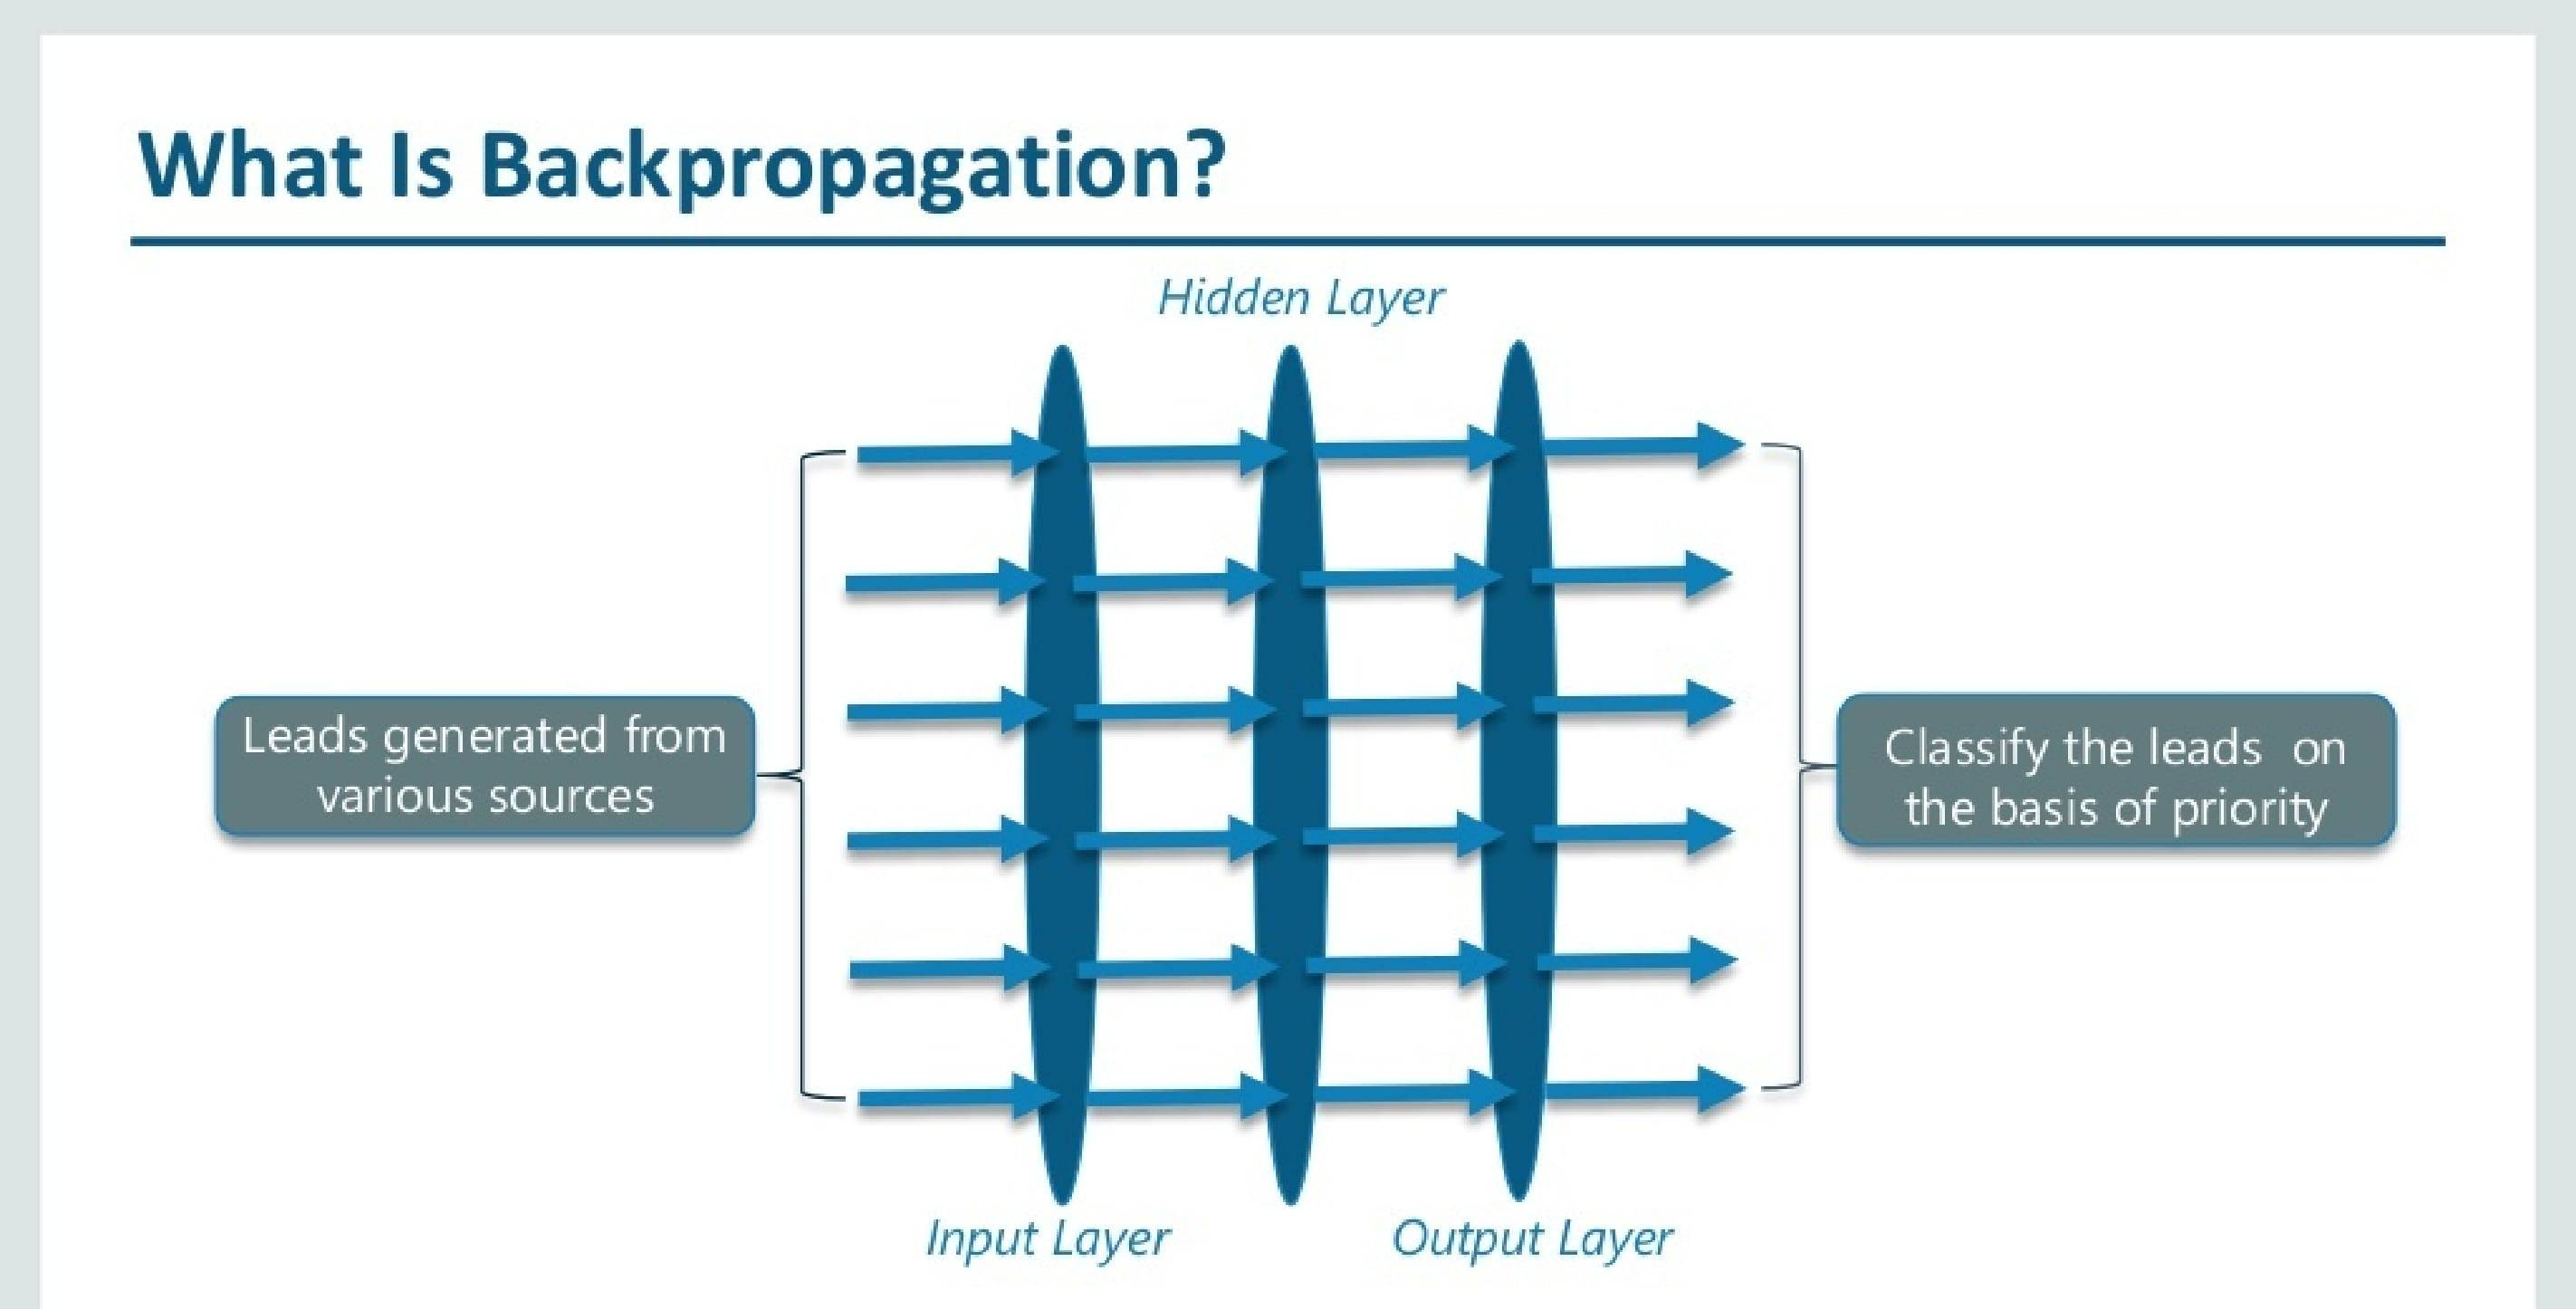 What Is Backpropagation?
Hidden Layer
Leads generated from
various sources
Classify the leads on
the basis of priority
Input Layer
Output Layer